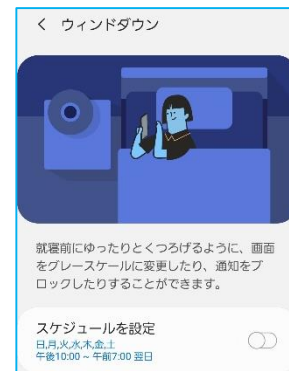 ウィンドダウン
就寝前にゆったりとくつろげるように、画面
をグレースケールに変更したり、通知をブ
ロックしたりすることができます。
スケジュールを設定
日,月,火,水,木,金,土
午後10:00 ~ 午前7:00 翌日